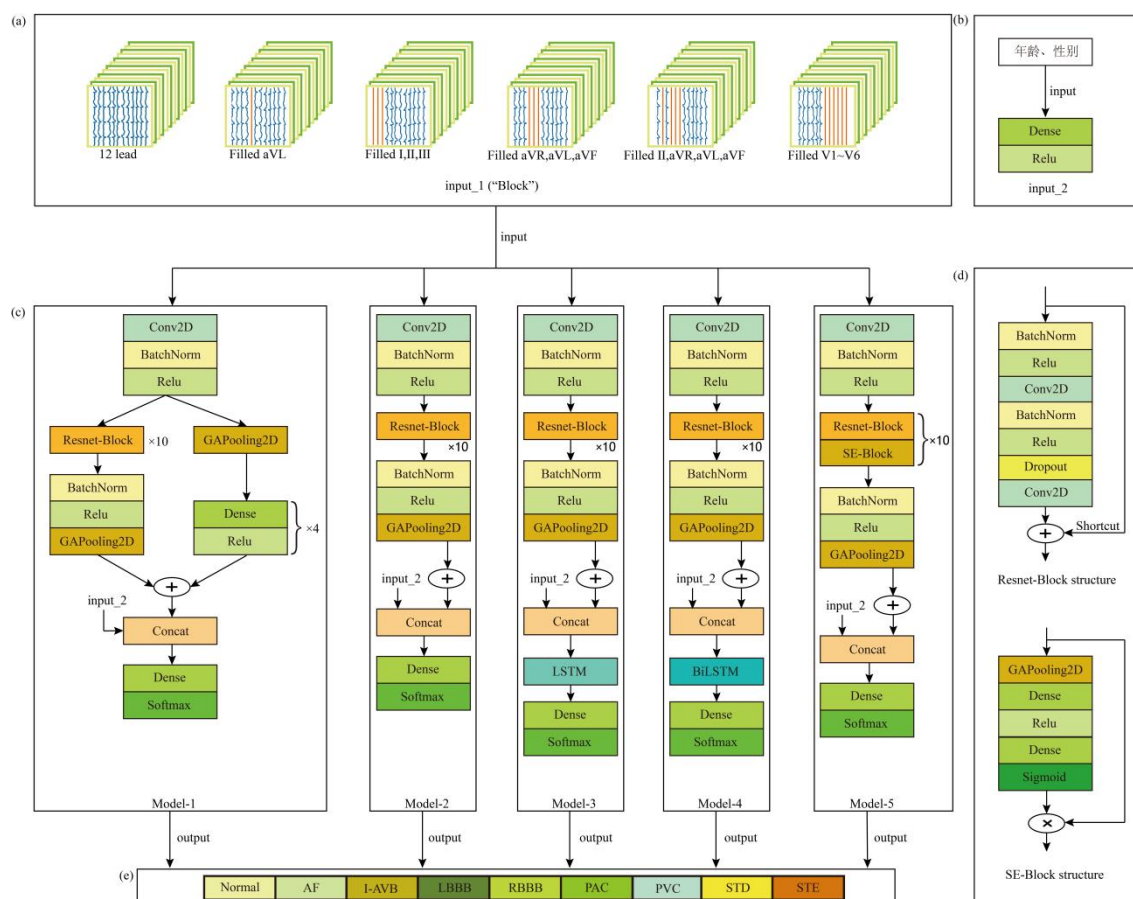 (a)
12 lead
Filled aVL
Filled I,II,III
Filled aVR,aVL,aVF
Filled II,aVR,aVL,aVF
Filled V1~V6
input_1 (“Block”)
(b)
年龄、性别
input
Dense
Relu
input_2
input
(c)
Conv2D
BatchNorm
Relu
Resnet-Block
×10
GAPooling2D
BatchNorm
Relu
GAPooling2D
Dense
Relu
×4
+
input_2
Concat
Dense
Softmax
Model-1
output
Conv2D
BatchNorm
Relu
Resnet-Block
×10
BatchNorm
Relu
GAPooling2D
input_2
+
Concat
Dense
Softmax
Model-2
output
Conv2D
BatchNorm
Relu
Resnet-Block
×10
BatchNorm
Relu
GAPooling2D
input_2
+
Concat
LSTM
Dense
Softmax
Model-3
output
Conv2D
BatchNorm
Relu
Resnet-Block
×10
BatchNorm
Relu
GAPooling2D
input_2
+
Concat
BiLSTM
Dense
Softmax
Model-4
output
Conv2D
BatchNorm
Relu
Resnet-Block
SE-Block
×10
BatchNorm
Relu
GAPooling2D
input_2
+
Concat
Dense
Softmax
Model-5
output
(d)
BatchNorm
Relu
Conv2D
BatchNorm
Relu
Dropout
Conv2D
Shortcut
+
Resnet-Block structure
GAPooling2D
Dense
Relu
Dense
Sigmoid
×
SE-Block structure
(e)
Normal AF I-AVB LBBB RBBB PAC PVC STD STE